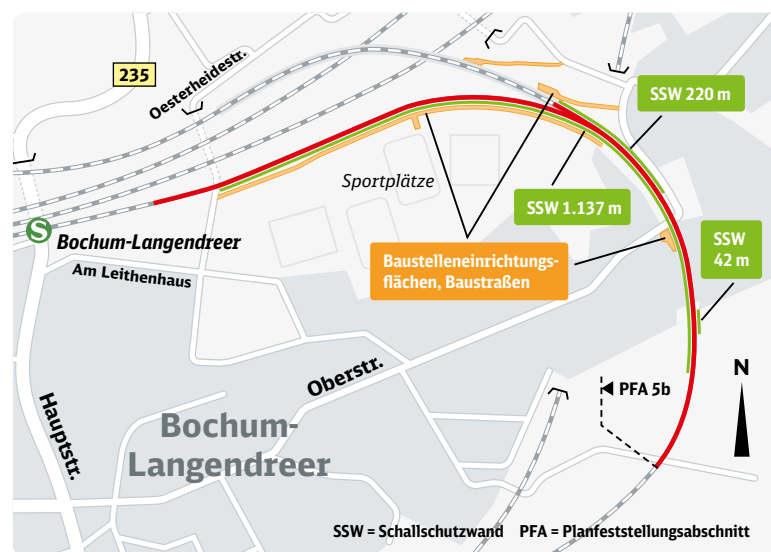 235
Oesterheidestr.
SSW 220 m
Sportplätze
SSW 1.137 m
S
Bochum-Langendreer
SSW
42 m
Baustelleneinrichtungs-
flächen, Baustraßen
Am Leithenhaus
Oberstr.
N
PFA 5b
Hauptstr.
Bochum-
Langendreer
SSW = Schallschutzwand PFA = Planfeststellungsabschnitt